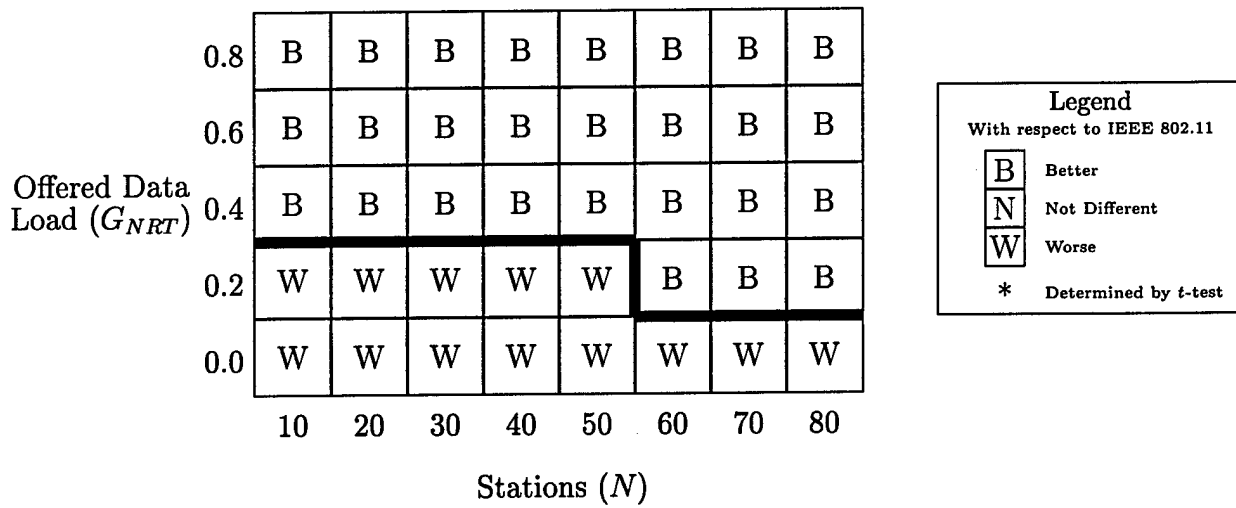 0.8 B B B B B B B B
0.6 B B B B B B B B
Offered Data
Load (G_NRT) 0.4 B B B B B B B B
0.2 W W W W W B B B
0.0 W W W W W W W W
10 20 30 40 50 60 70 80
Stations (N)
Legend
With respect to IEEE 802.11
B Better
N Not Different
W Worse
* Determined by t-test